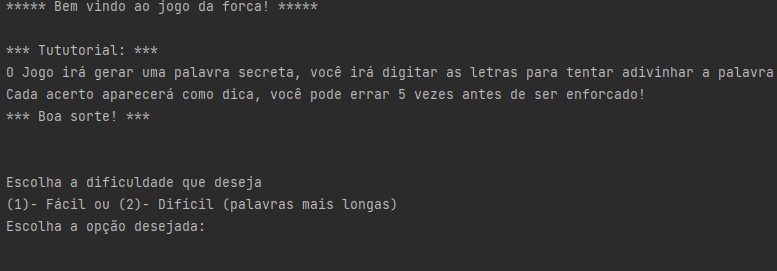 ***** Bem vindo ao jogo da forca! *****
*** Tututorial: ***
O Jogo irá gerar uma palavra secreta, você irá digitar as letras para tentar adivinhar a palavra
Cada acerto aparecerá como dica, você pode errar 5 vezes antes de ser enforcado!
*** Boa sorte! ***
Escolha a dificuldade que deseja
(1)- Fácil ou (2)- Difícil (palavras mais longas)
Escolha a opção desejada: